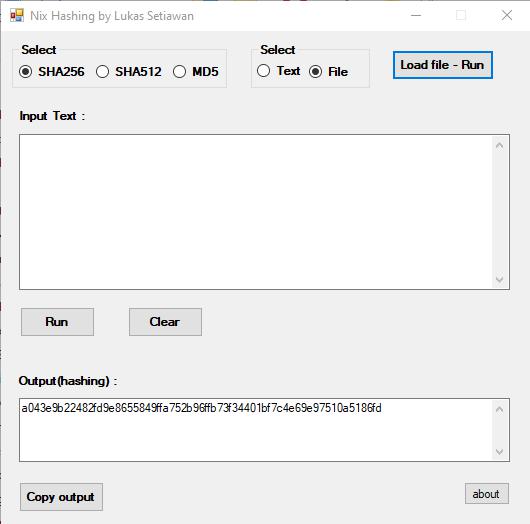 Nix Hashing by Lukas Setiawan
Select
SHA256 SHA512 MD5
Select
Text File
Load file - Run
Input Text :
Run Clear
Output(hashing) :
a043e9b22482fd9e8655849ffa752b96ffb73f34401bf7c4e69e97510a5186fd
Copy output
about